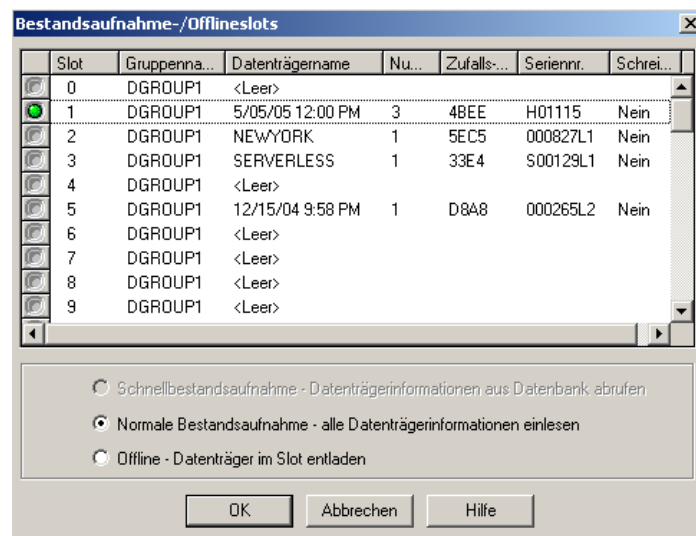 Bestandsaufnahme-/Offlineslots
Slot Gruppenna... Datenträgername Nu... Zufalls-... Seriennr. Schrei...
0 DGROUP1 <Leer>
1 DGROUP1 5/05/05 12:00 PM 3 4BEE H01115 Nein
2 DGROUP1 NEWYORK 1 5EC5 000827L1 Nein
3 DGROUP1 SERVERLESS 1 33E4 S00129L1 Nein
4 DGROUP1 <Leer>
5 DGROUP1 12/15/04 9:58 PM 1 D8A8 000265L2 Nein
6 DGROUP1 <Leer>
7 DGROUP1 <Leer>
8 DGROUP1 <Leer>
9 DGROUP1 <Leer>
Schnellbestandsaufnahme - Datenträgerinformationen aus Datenbank abrufen
Normale Bestandsaufnahme - alle Datenträgerinformationen einlesen
Offline - Datenträger im Slot entladen
OK Abbrechen Hilfe